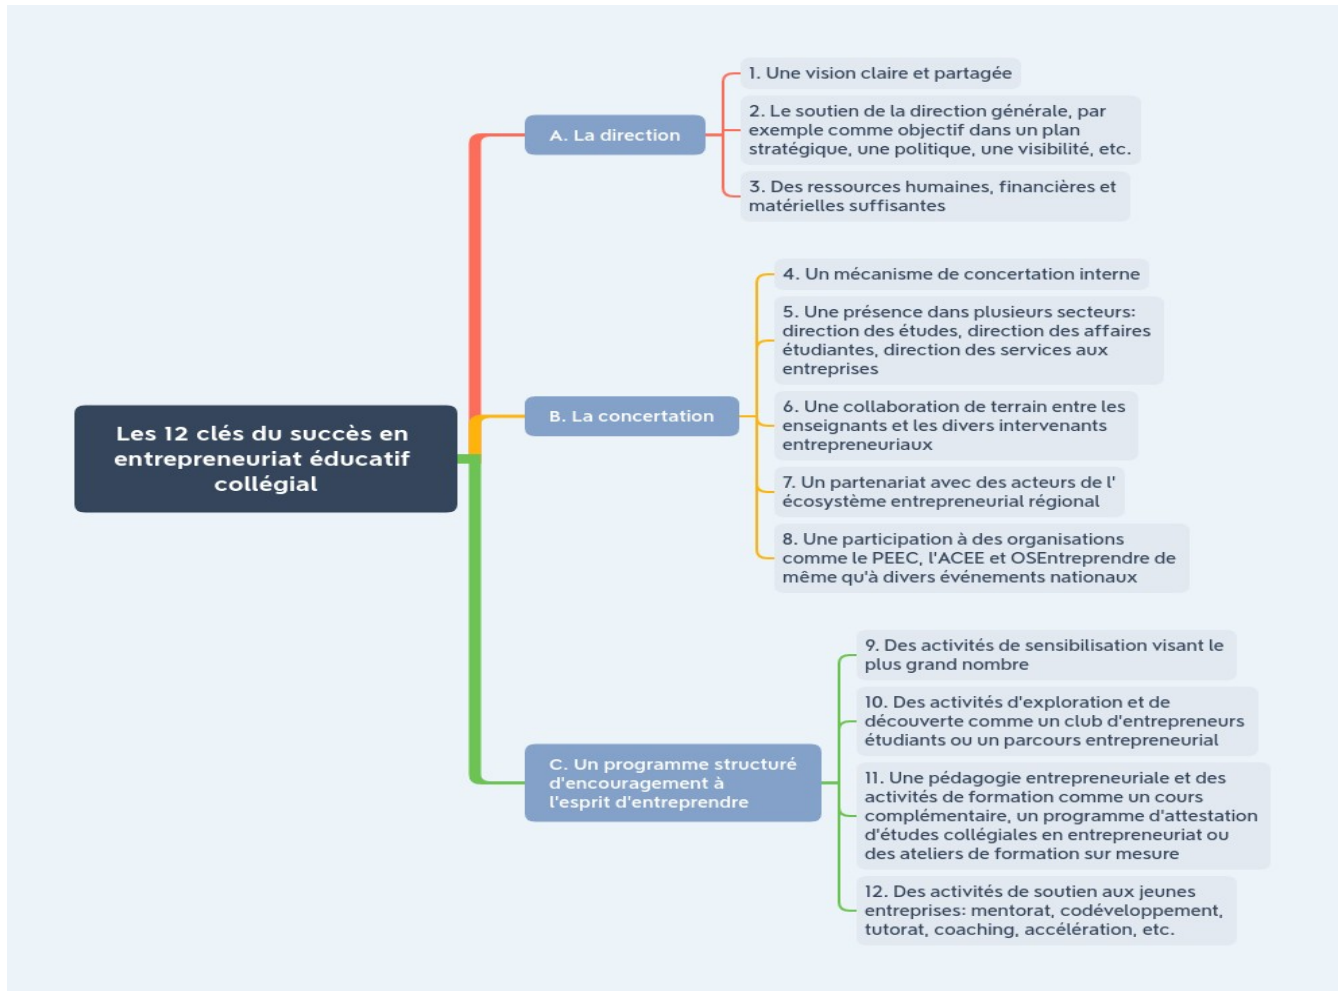 Les 12 clés du succès en
entrepreneuriat éducatif
collégial
A. La direction
1. Une vision claire et partagée
2. Le soutien de la direction générale, par
exemple comme objectif dans un plan
stratégique, une politique, une visibilité, etc.
3. Des ressources humaines, financières et
matérielles suffisantes
B. La concertation
4. Un mécanisme de concertation interne
5. Une présence dans plusieurs secteurs:
direction des études, direction des affaires
étudiantes, direction des services aux
entreprises
6. Une collaboration de terrain entre les
enseignants et les divers intervenants
entrepreneuriaux
7. Un partenariat avec des acteurs de l'
écosystème entrepreneurial régional
8. Une participation à des organisations
comme le PEEC, l'ACEE et OSEntreprendre de
même qu'à divers événements nationaux
C. Un programme structuré
d'encouragement à
l'esprit d'entreprendre
9. Des activités de sensibilisation visant le
plus grand nombre
10. Des activités d'exploration et de
découverte comme un club d'entrepreneurs
étudiants ou un parcours entrepreneurial
11. Une pédagogie entrepreneuriale et des
activités de formation comme un cours
complémentaire, un programme d'attestation
d'études collégiales en entrepreneuriat ou
des ateliers de formation sur mesure
12. Des activités de soutien aux jeunes
entreprises: mentorat, codéveloppement,
tutorat, coaching, accélération, etc.